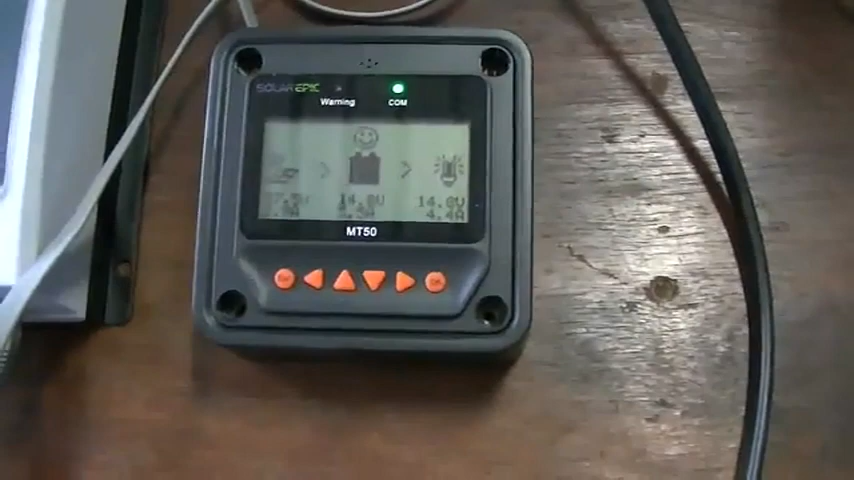 SOLAR EPIC
Warning COM
14.0V 14.0V
4.4A
MT50